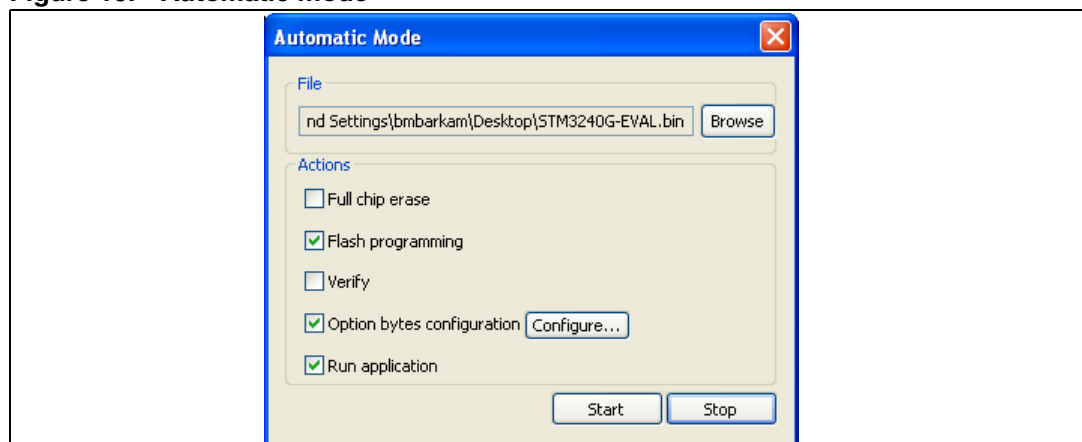 Automatic Mode
File
nd Settings\bmbarkam\Desktop\STM3240G-EVAL.bin Browse
Actions
Full chip erase
Flash programming
Verify
Option bytes configuration Configure...
Run application
Start Stop